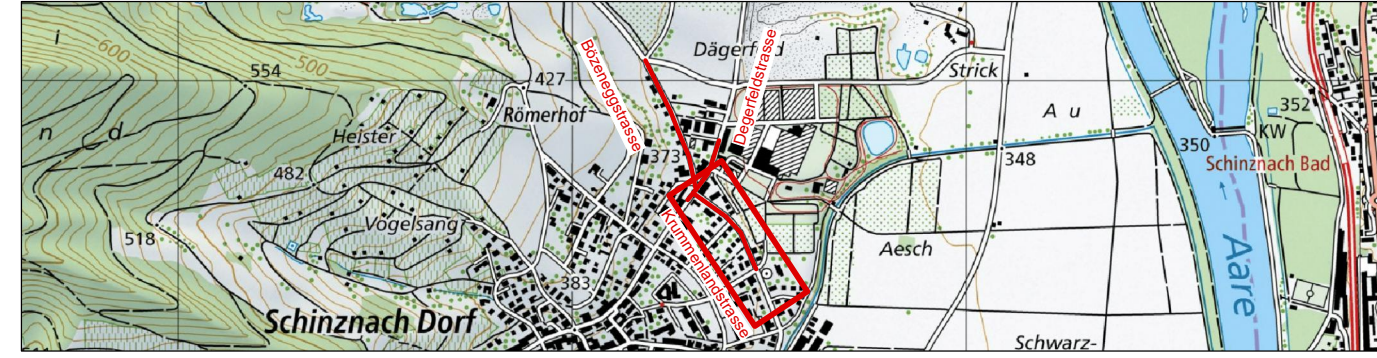 i
600
554
500
Dägerfeld
Strick
Bözeneggstrasse
Degerfeldstrasse
427
Römerhof
n d
Heister
A u
352
KW
350
348
Schinznach Bad
373
482
Vogelsang
518
Aesch
Krummenlandstrasse
383
Aare
Schinznach Dorf
Schwarz-